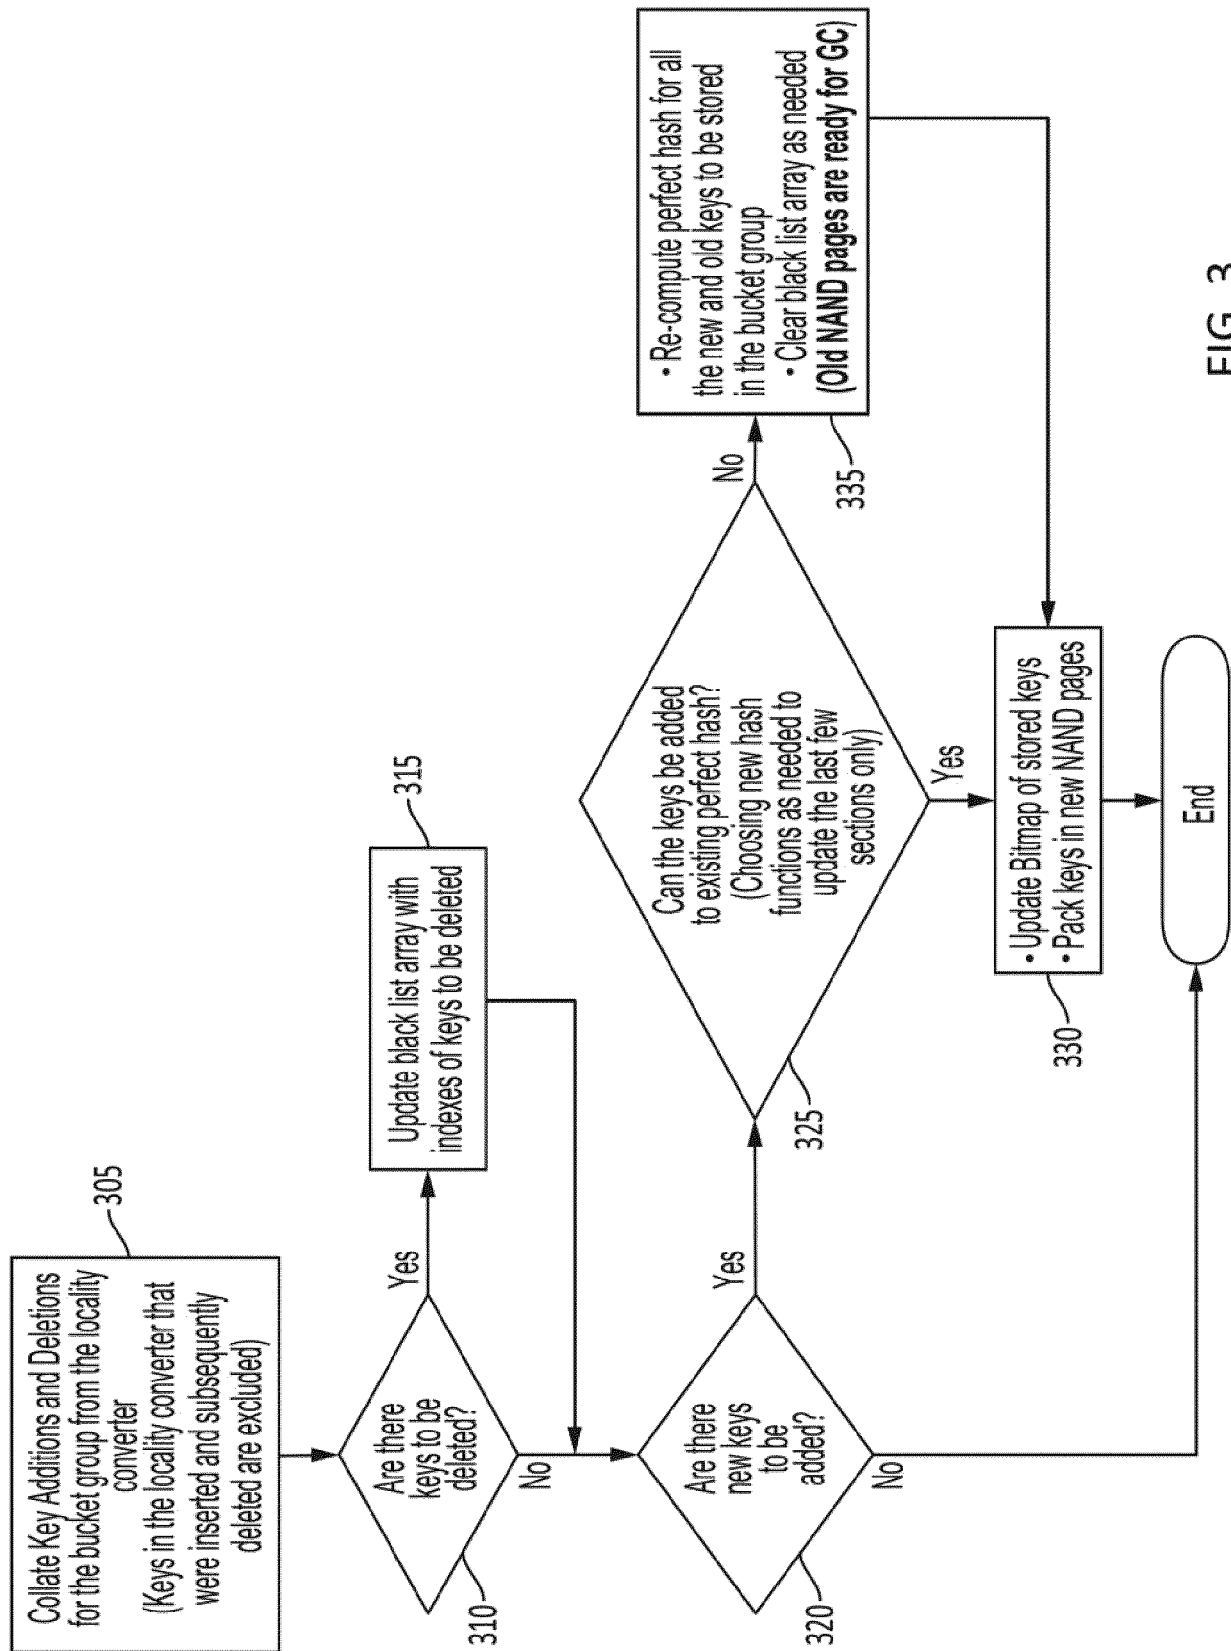 Collate Key Additions and Deletions
for the bucket group from the locality
converter
(Keys in the locality converter that
were inserted and subsequently
deleted are excluded)
305
Are there
keys to be
deleted?
310
Yes
No
Update black list array with
indexes of keys to be deleted
315
Are there
new keys
to be
added?
320
Yes
No
Can the keys be added
to existing perfect hash?
(Choosing new hash
functions as needed to
update the last few
sections only)
325
No
Yes
• Re-compute perfect hash for all
the new and old keys to be stored
in the bucket group
• Clear black list array as needed
(Old NAND pages are ready for GC)
335
• Update Bitmap of stored keys
• Pack keys in new NAND pages
330
End
FIG. 3